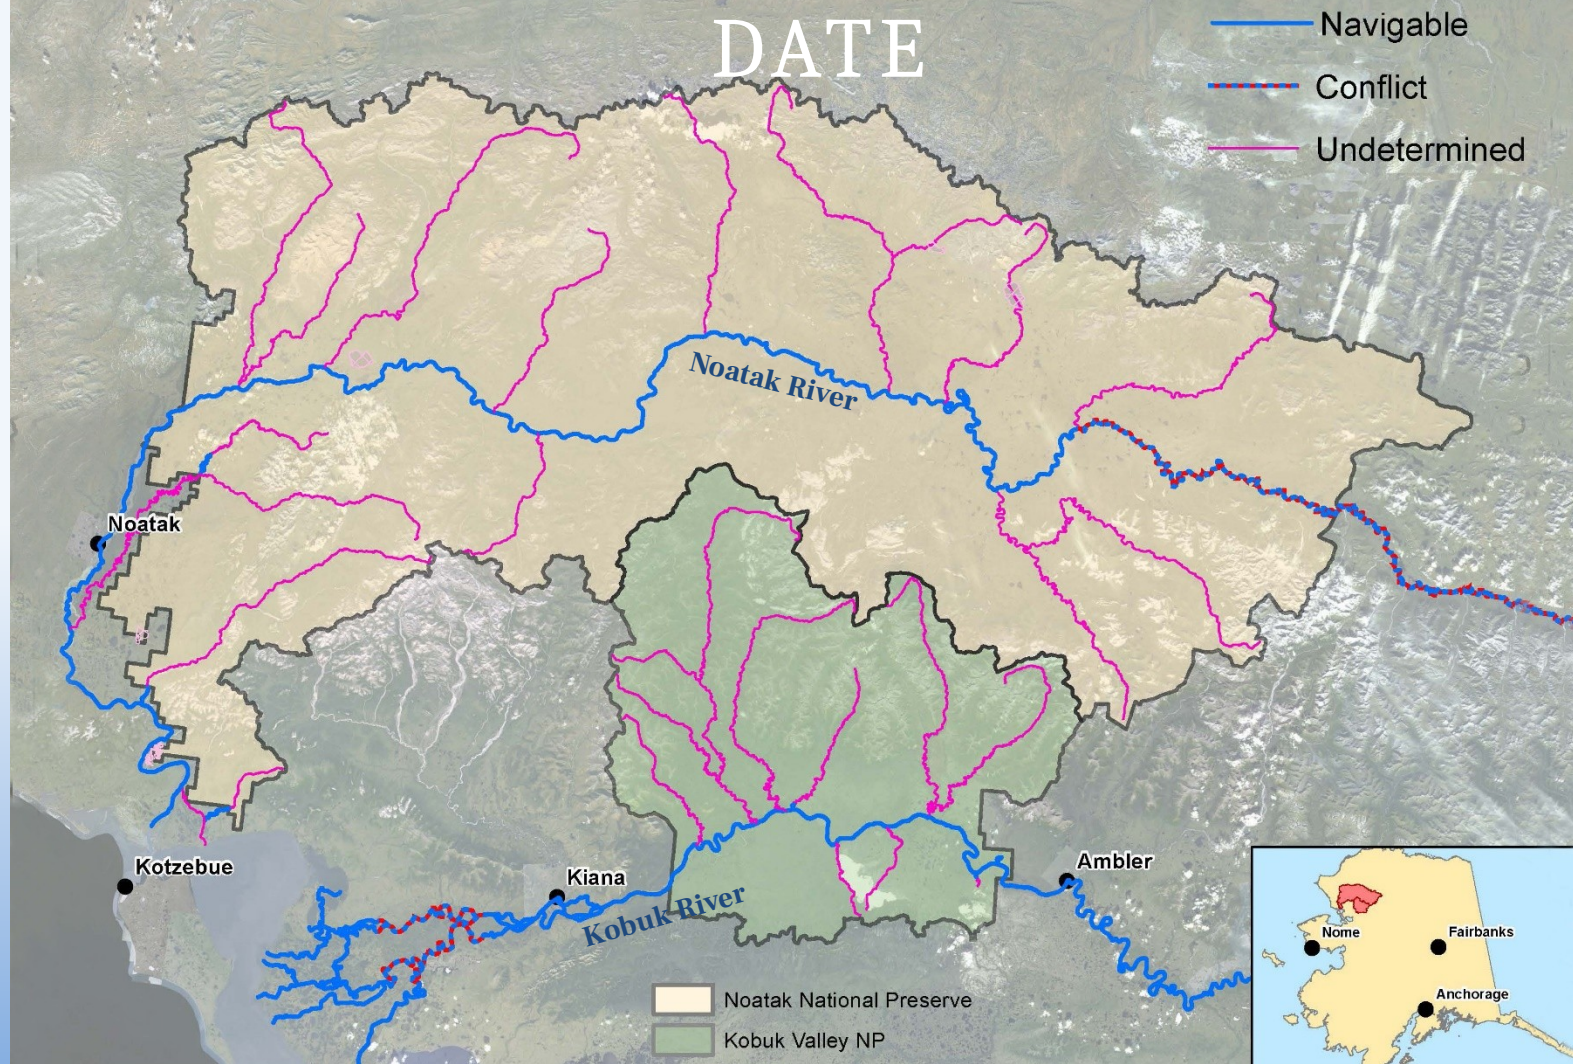 DATE
Navigable
Conflict
Undetermined
Noatak River
Noatak
Kotzebue
Kiana
Kobuk River
Ambler
Noatak National Preserve
Kobuk Valley NP
Nome
Fairbanks
Anchorage